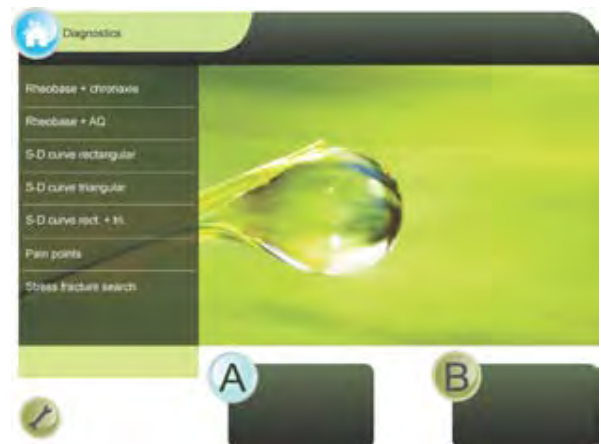 Diagnostics
Rheobase + chronaxie
Rheobase + AQ
S-D curve rectangular
S-D curve triangular
S-D curve rect. + tri.
Pain points
Stress fracture search
A
B